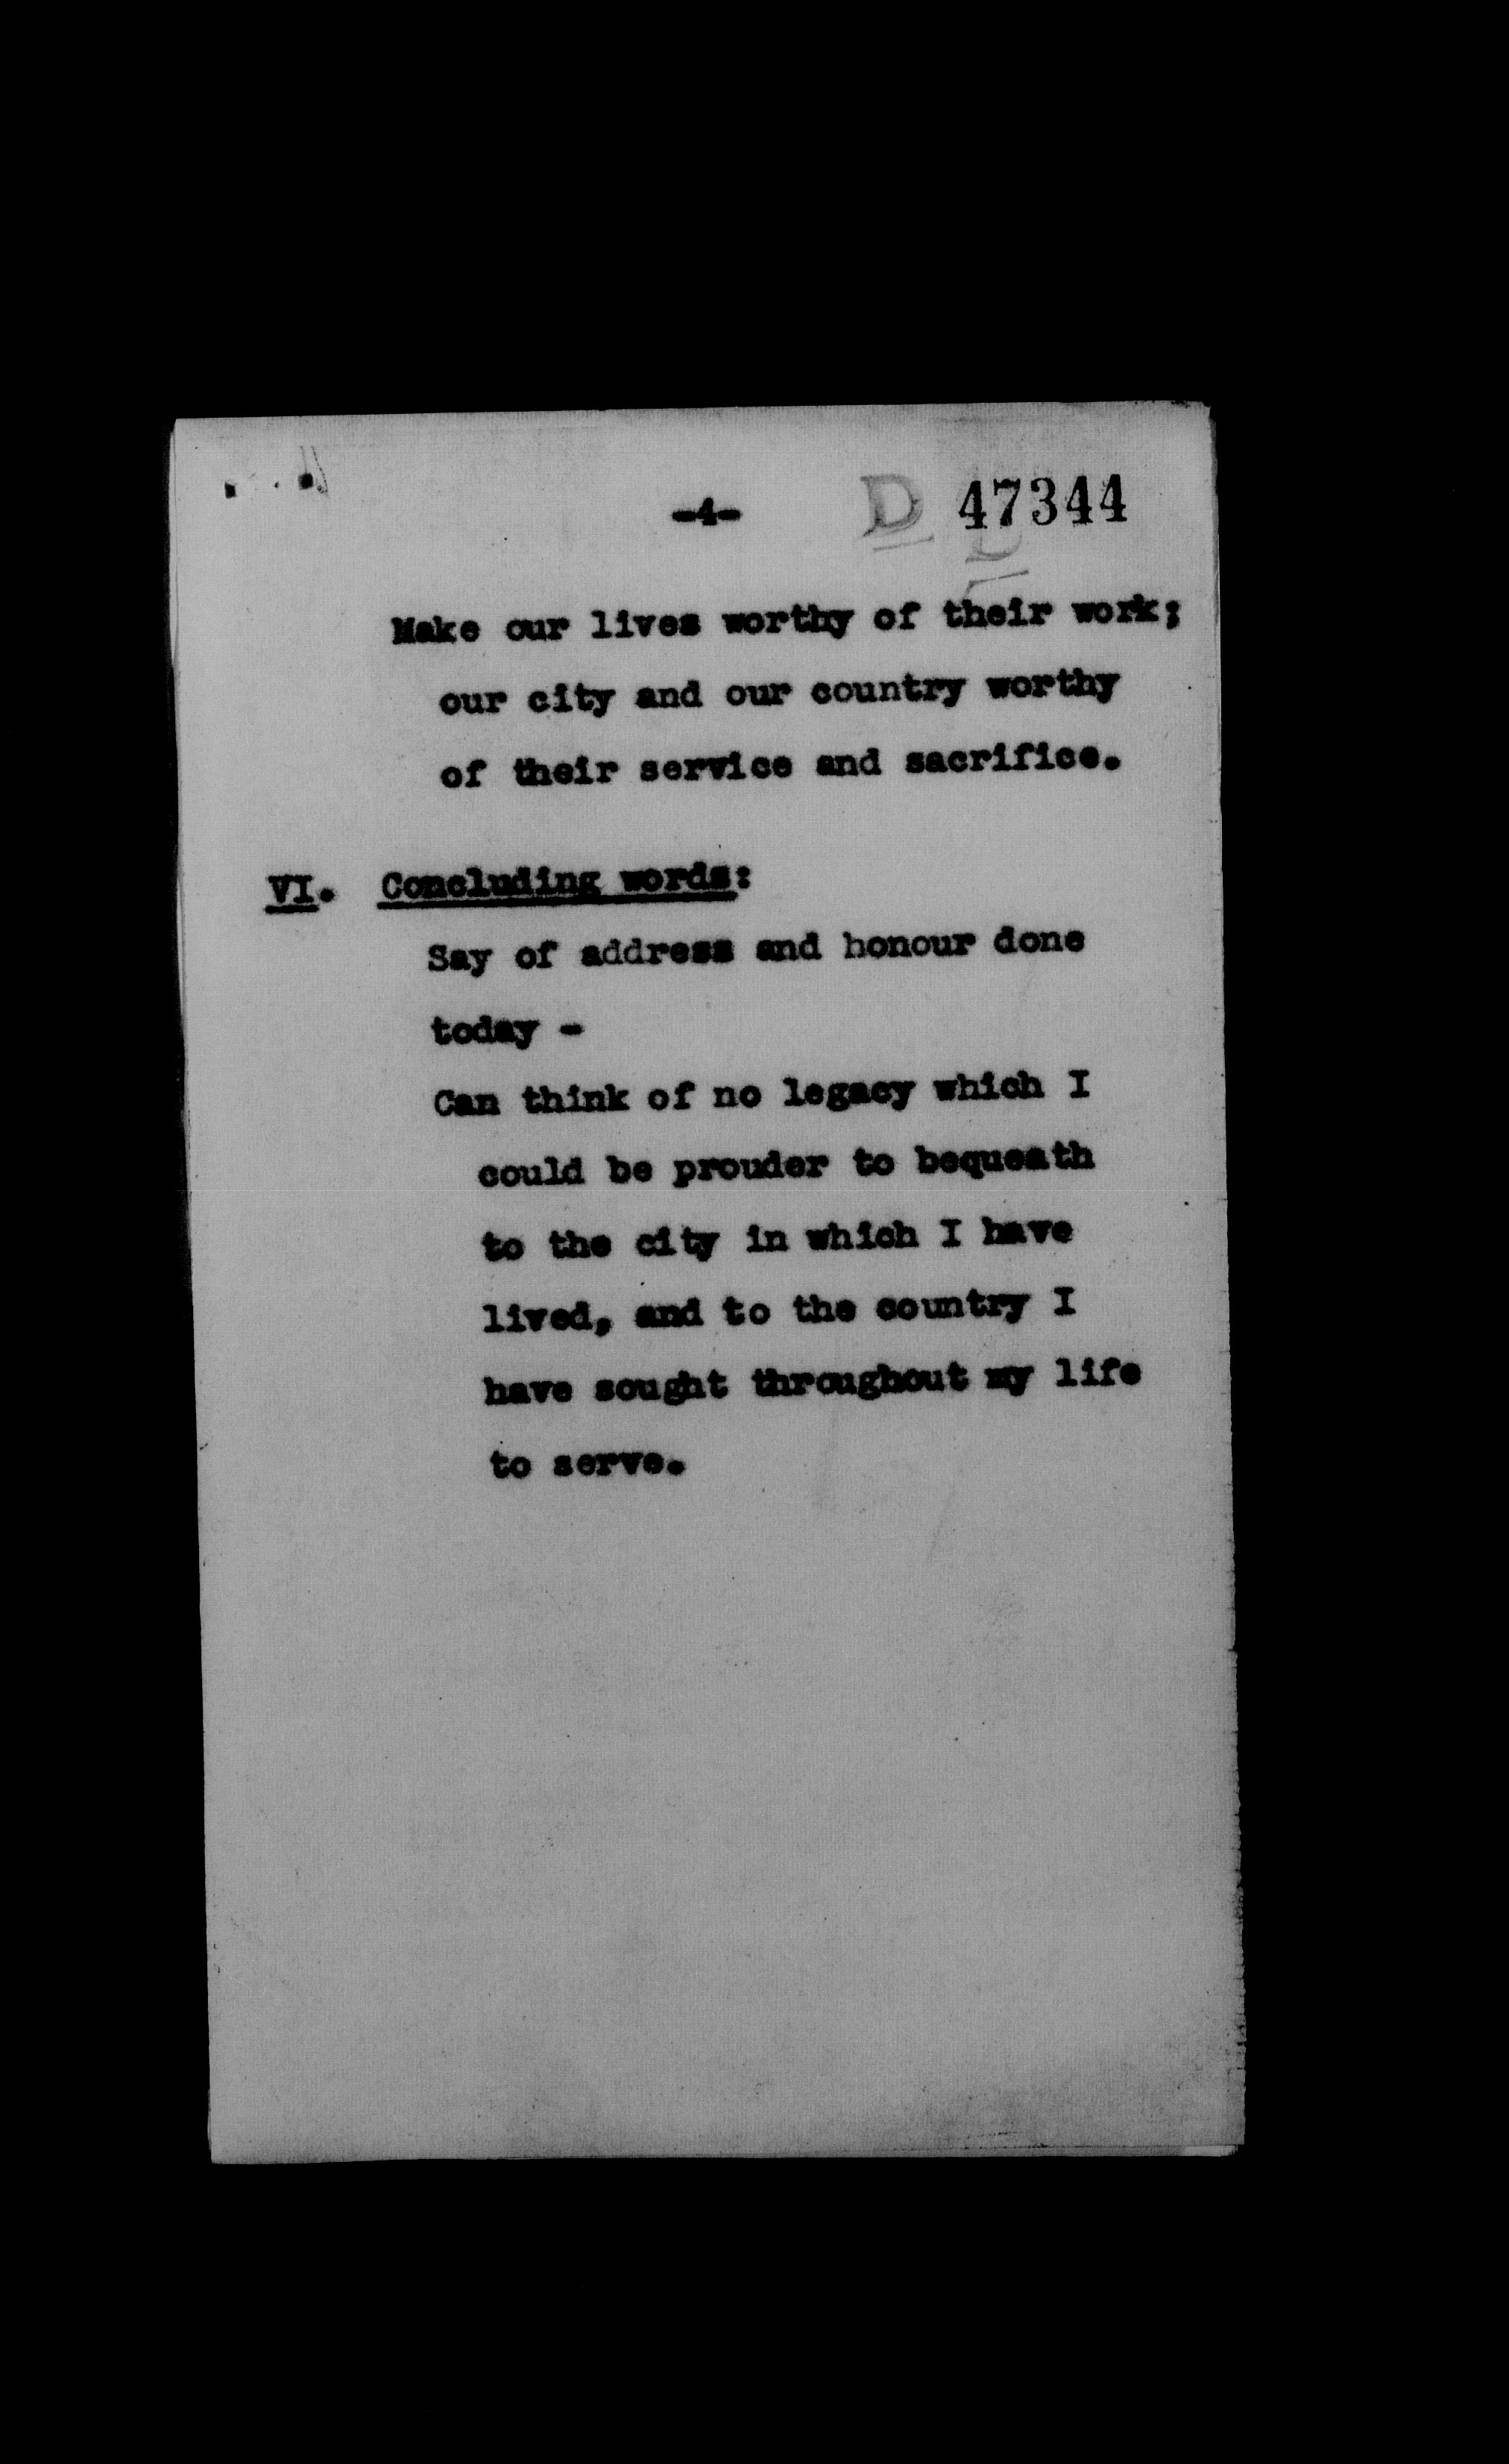 -4-
D 47344
Make our lives worthy of their work;
our city and our country worthy
of their service and sacrifice.
VI. Concluding words:
Say of address and honour done
today -
Can think of no legacy which I
could be prouder to bequeath
to the city in which I have
lived, and to the country I
have sought throughout my life
to serve.